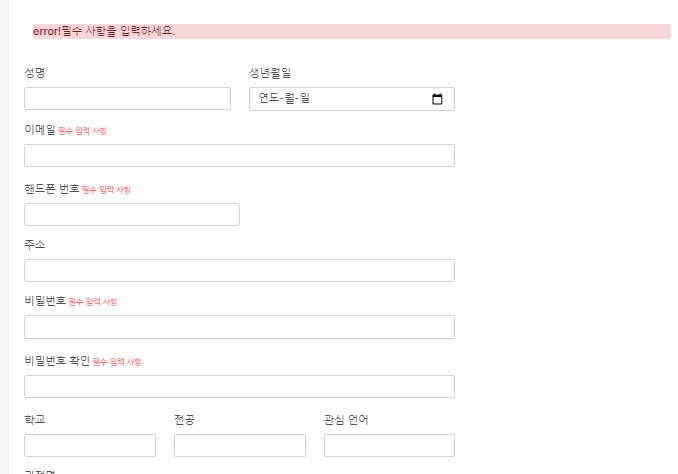 error!필수 사항을 입력하세요.
성명 생년월일
연도-월-일
이메일 필수 입력 사항
핸드폰 번호 필수 입력 사항
주소
비밀번호 필수 입력 사항
비밀번호 확인 필수 입력 사항
학교 전공 관심 언어